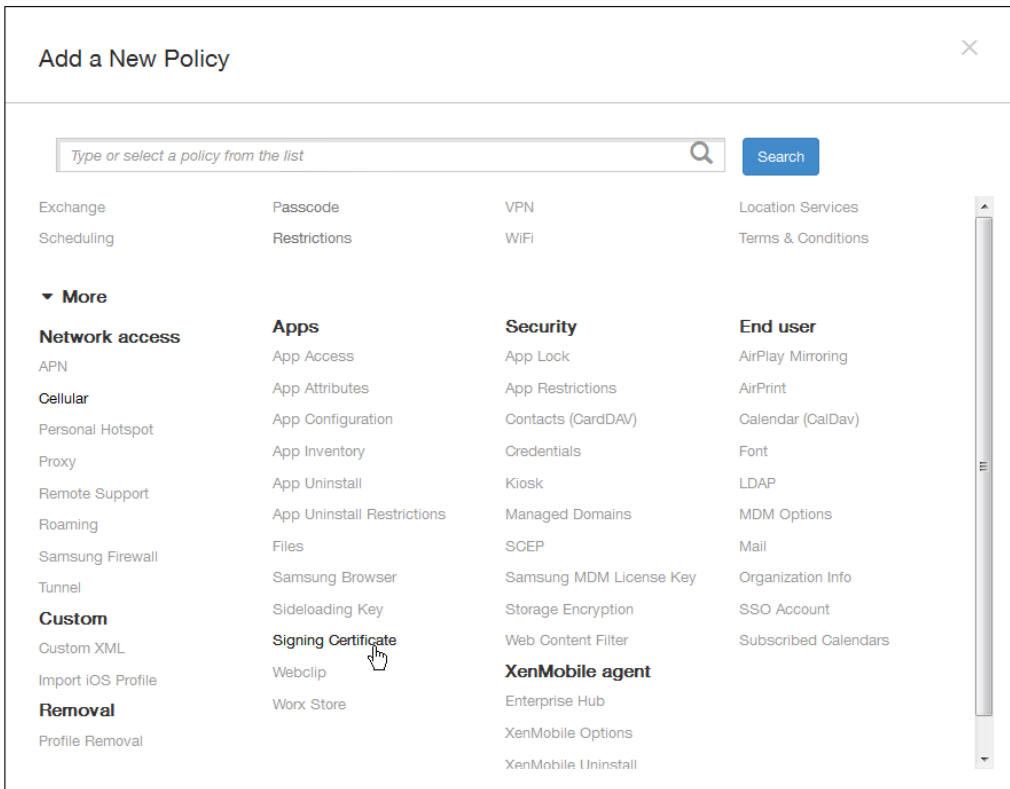 Add a New Policy
Type or select a policy from the list
Search
Exchange
Passcode
VPN
Location Services
Scheduling
Restrictions
WiFi
Terms & Conditions
More
Network access
APN
Cellular
Personal Hotspot
Proxy
Remote Support
Roaming
Samsung Firewall
Tunnel
Custom
Custom XML
Import iOS Profile
Removal
Profile Removal
Apps
App Access
App Attributes
App Configuration
App Inventory
App Uninstall
App Uninstall Restrictions
Files
Samsung Browser
Sideloading Key
Signing Certificate
Webclip
Worx Store
Security
App Lock
App Restrictions
Contacts (CardDAV)
Credentials
Kiosk
Managed Domains
SCEP
Samsung MDM License Key
Storage Encryption
Web Content Filter
XenMobile agent
Enterprise Hub
XenMobile Options
XenMobile Uninstall
End user
AirPlay Mirroring
AirPrint
Calendar (CalDav)
Font
LDAP
MDM Options
Mail
Organization Info
SSO Account
Subscribed Calendars